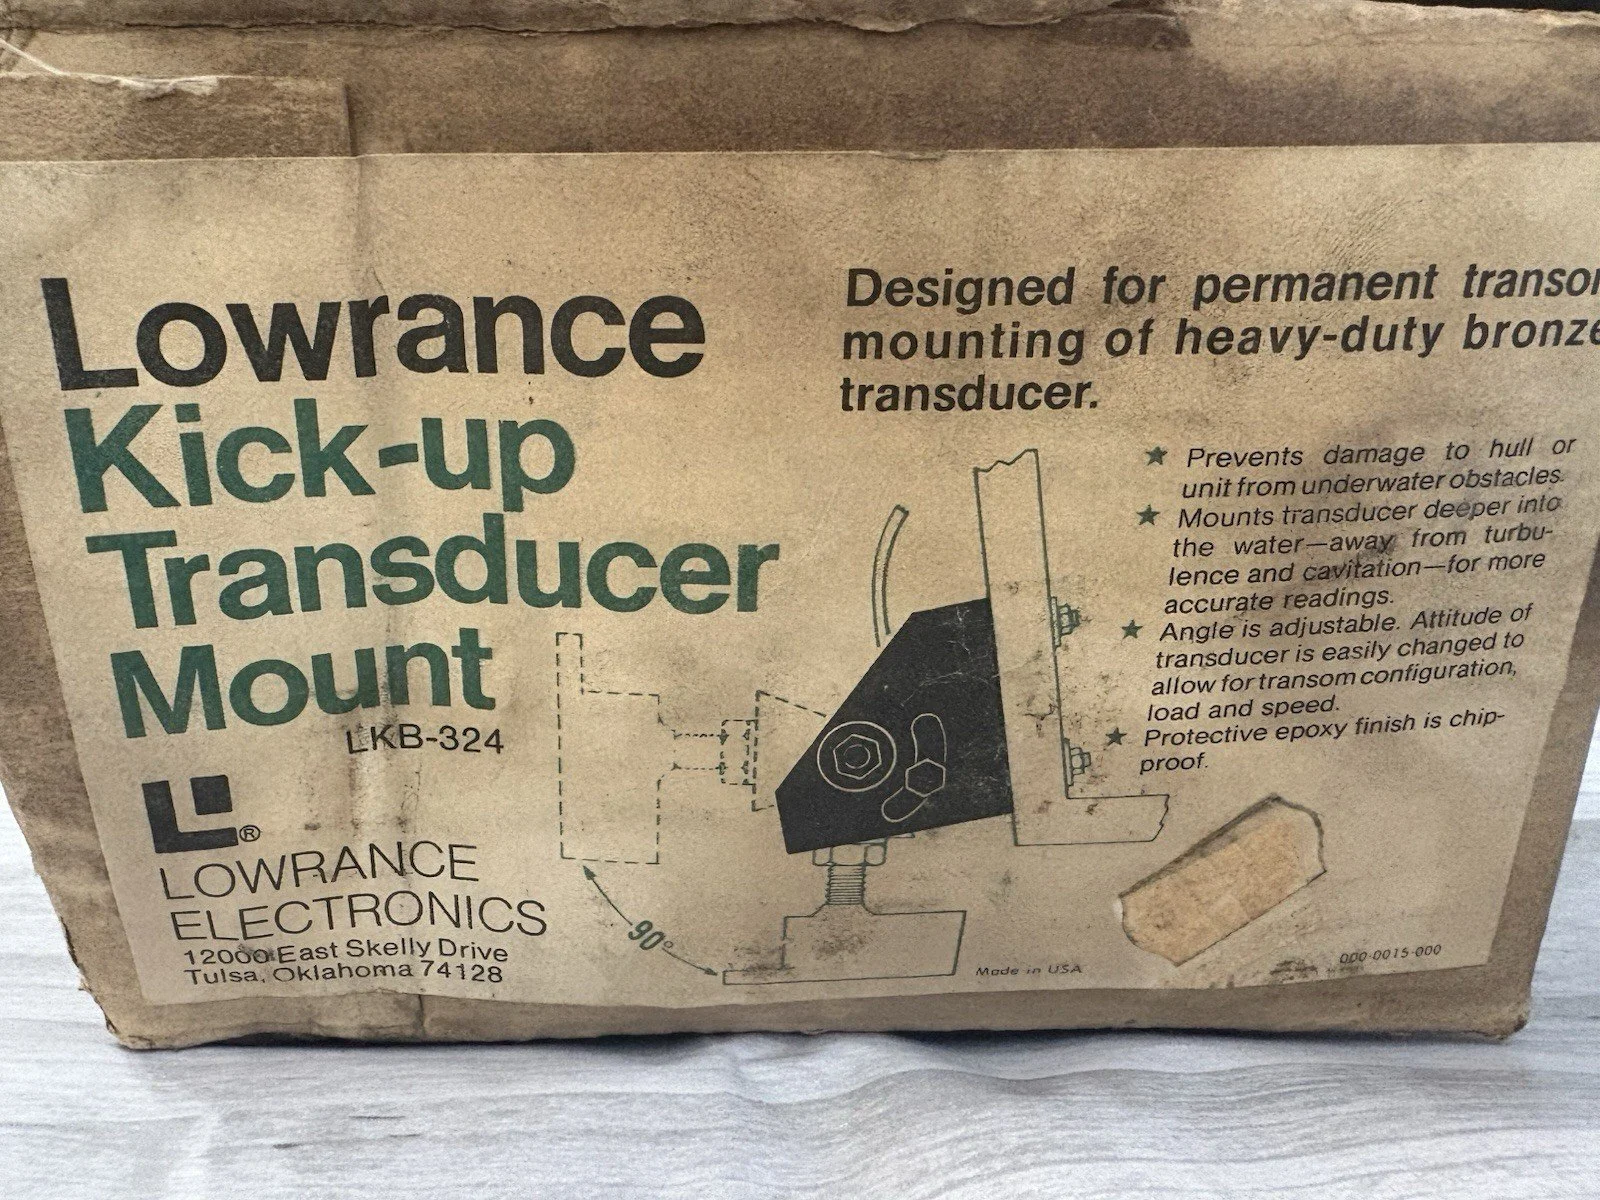 Lowrance
Kick-up
Transducer
Mount
LKB-324
®
LOWRANCE
ELECTRONICS
12000 East Skelly Drive
Tulsa, Oklahoma 74128
Designed for permanent transo
mounting of heavy-duty bronze
transducer.
★ Prevents damage to hull or
unit from underwater obstacles.
★ Mounts transducer deeper into
the water—away from turbu-
lence and cavitation—for more
accurate readings.
★ Angle is adjustable. Attitude of
transducer is easily changed to
allow for transom configuration,
load and speed.
★ Protective epoxy finish is chip-
proof.
90°
Made in USA
000-0015-000